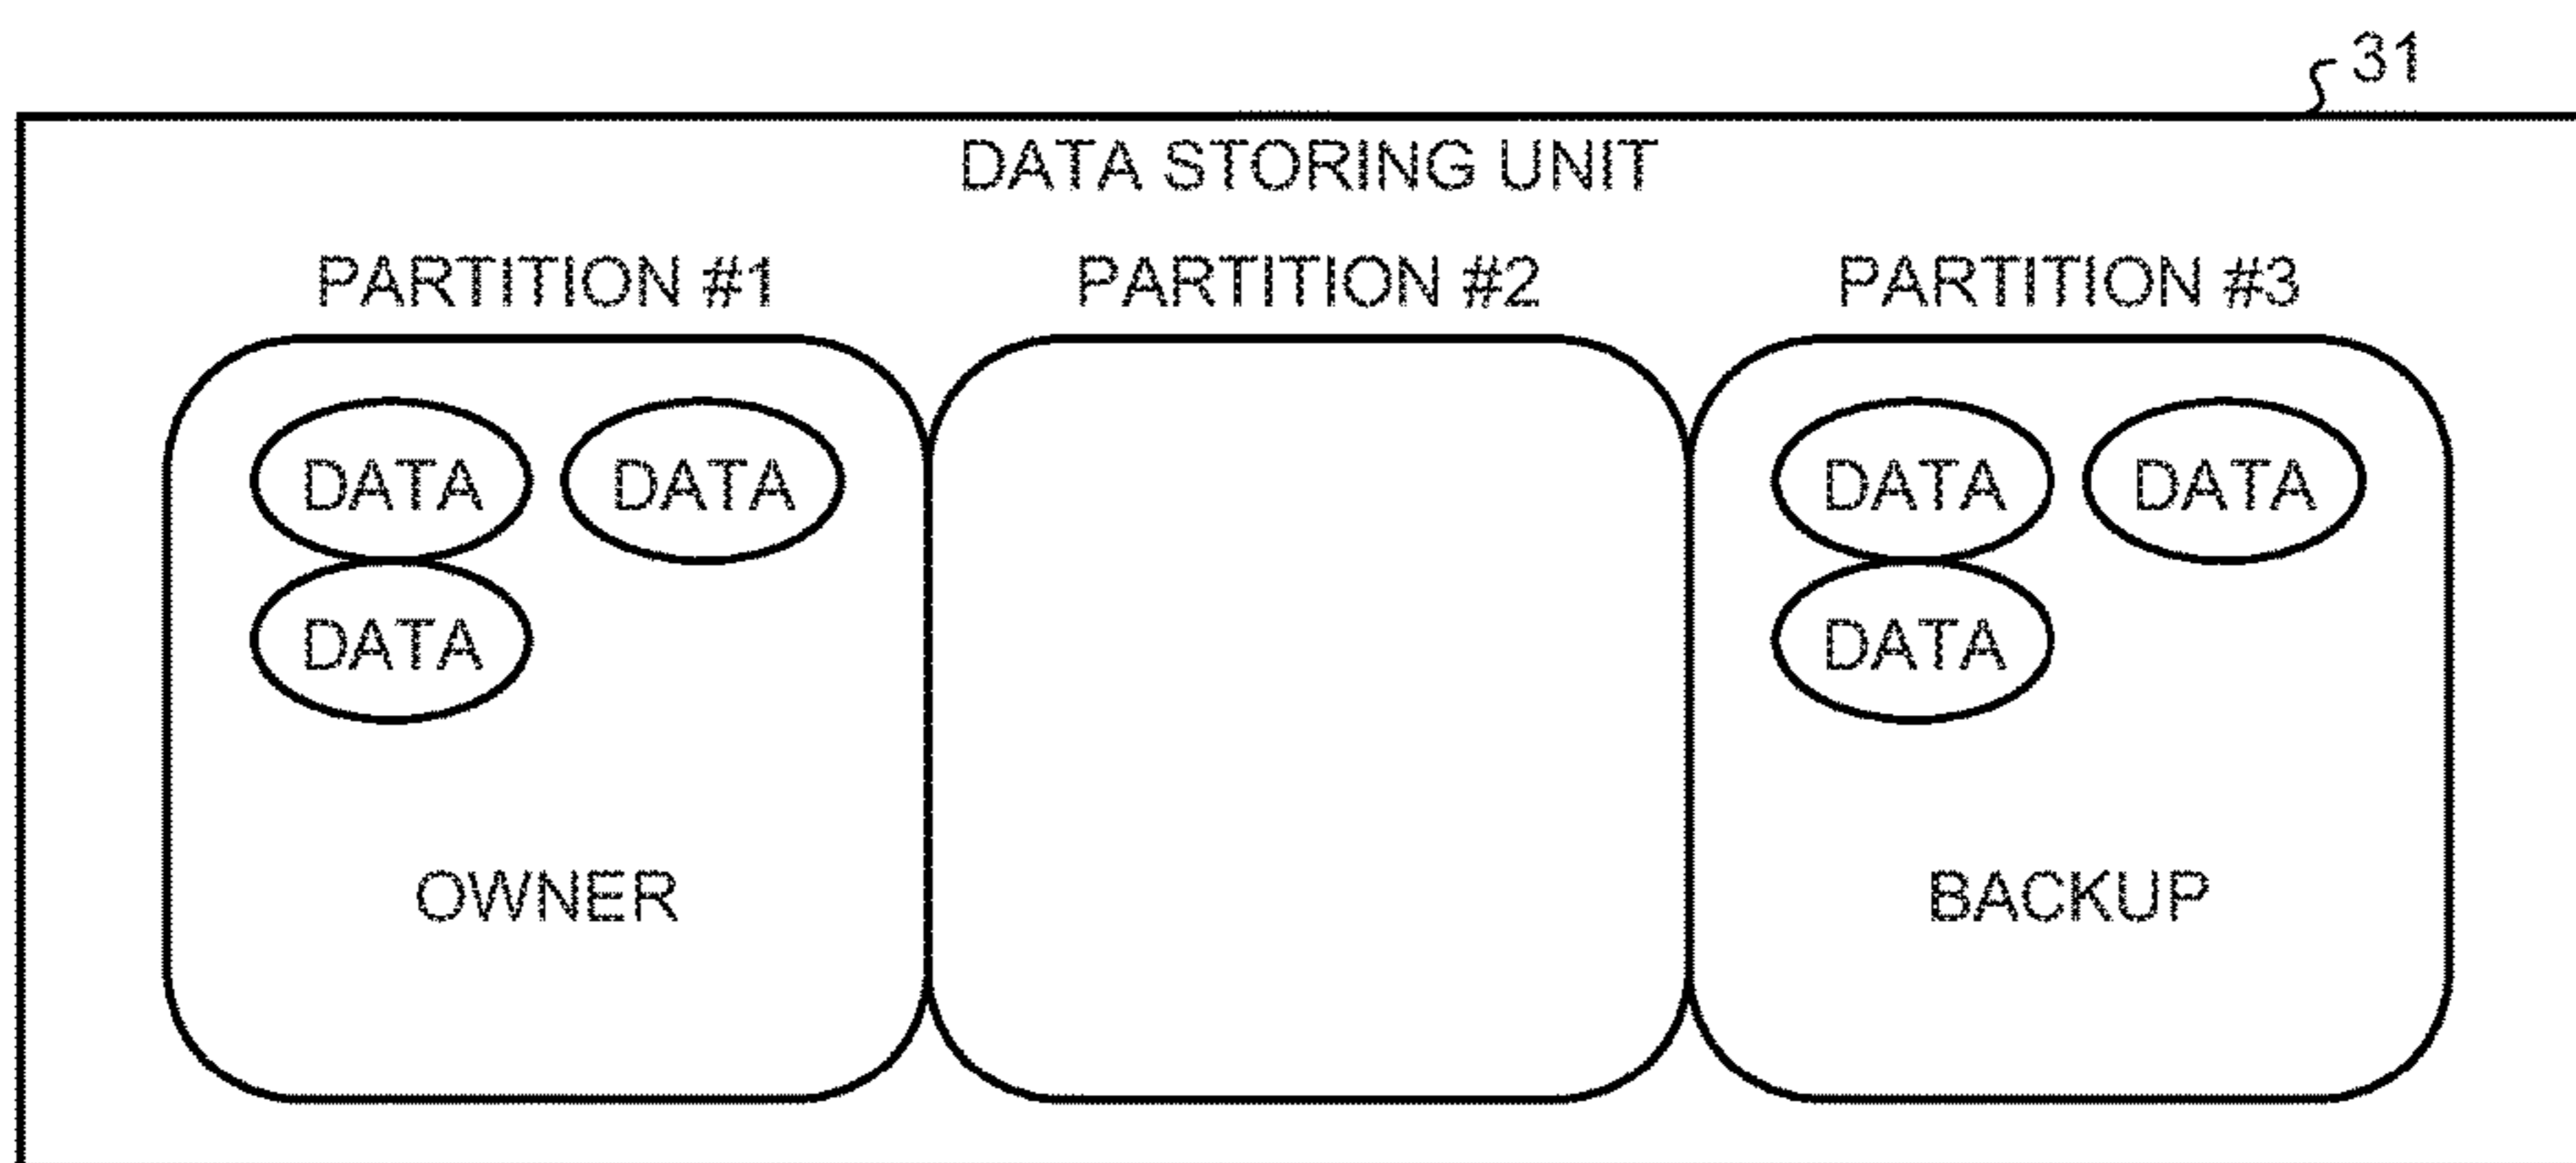 31
DATA STORING UNIT
PARTITION #1 PARTITION #2 PARTITION #3
DATA DATA DATA DATA
DATA DATA
OWNER BACKUP